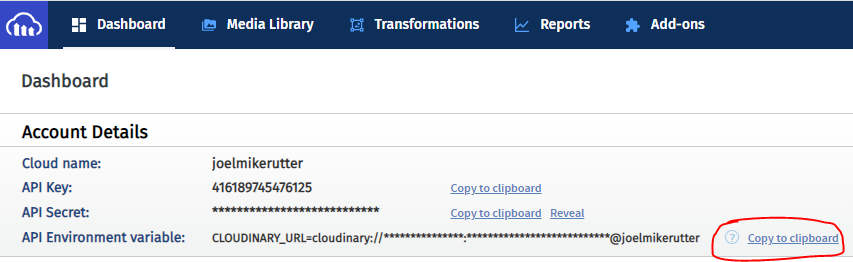 Dashboard Media Library Transformations Reports Add-ons
Dashboard
Account Details
Cloud name: joelmikerutter
API Key: 416189745476125 Copy to clipboard
API Secret: *************************** Copy to clipboard Reveal
API Environment variable: CLOUDINARY_URL=cloudinary://***************:***************************@joelmikerutter ? Copy to clipboard